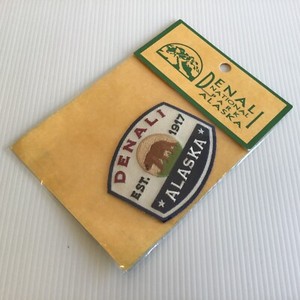 DENALI
NATIONAL
PARK
ALASKA
DENALI
EST. 1917
ALASKA